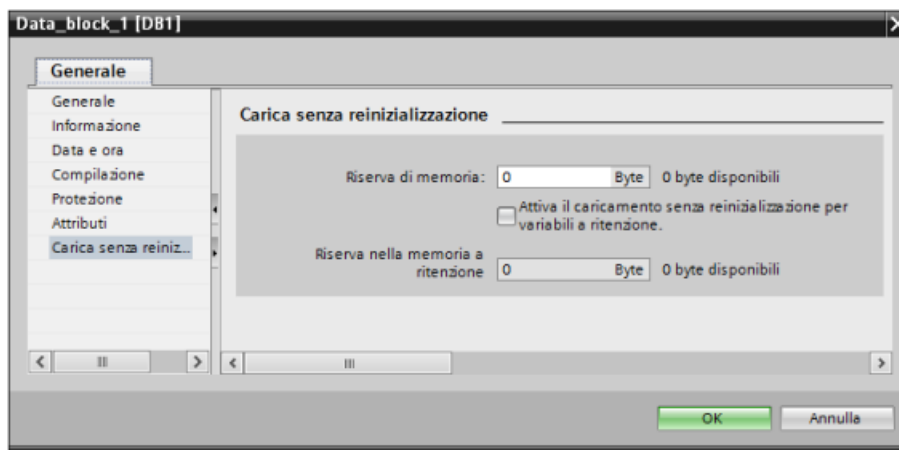 Data_block_1 [DB1]
Generale
Generale
Informazione
Data e ora
Compilazione
Protezione
Attributi
Carica senza reiniz...
Carica senza reinizializzazione
Riserva di memoria: 0 Byte 0 byte disponibili
Attiva il caricamento senza reinizializzazione per
variabili a ritenzione.
Riserva nella memoria a
ritenzione 0 Byte 0 byte disponibili
OK Annulla